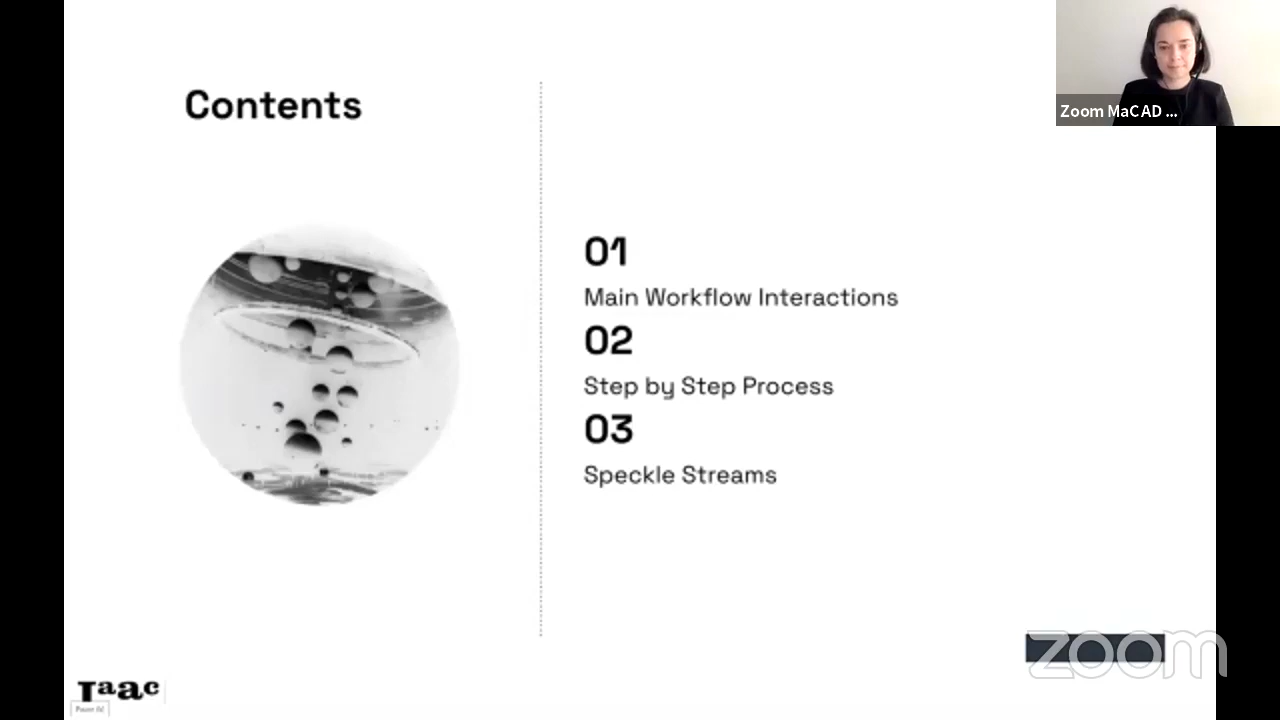 Contents
Zoom MaCAD ...
01
Main Workflow Interactions
02
Step by Step Process
03
Speckle Streams
zoom
Iaac